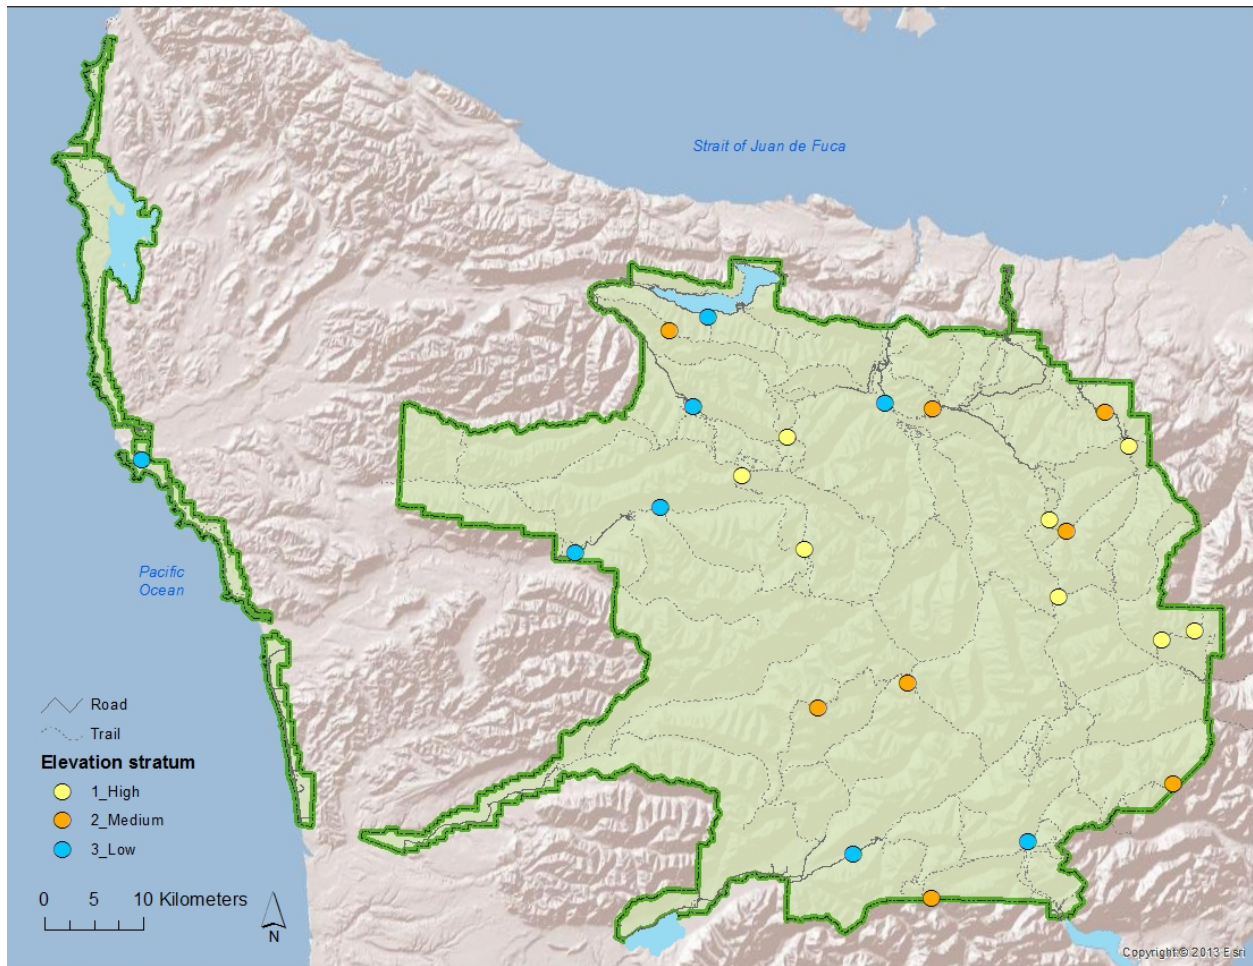 Strait of Juan de Fuca
Pacific
Ocean
Road
Trail
Elevation stratum
1_High
2_Medium
3_Low
0 5 10 Kilometers
N
Copyright:© 2013 Esri